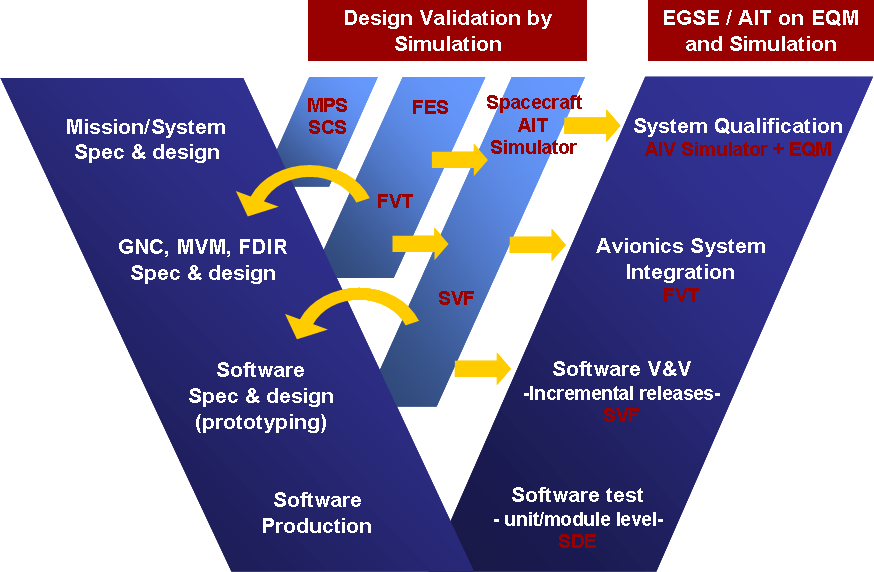 Design Validation by
Simulation
EGSE / AIT on EQM
and Simulation
Mission/System
Spec & design
MPS
SCS
FES
Spacecraft
AIT
Simulator
System Qualification
AIV Simulator + EQM
FVT
GNC, MVM, FDIR
Spec & design
Avionics System
Integration
FVT
SVF
Software
Spec & design
(prototyping)
Software V&V
-Incremental releases-
SVF
Software
Production
Software test
- unit/module level-
SDE